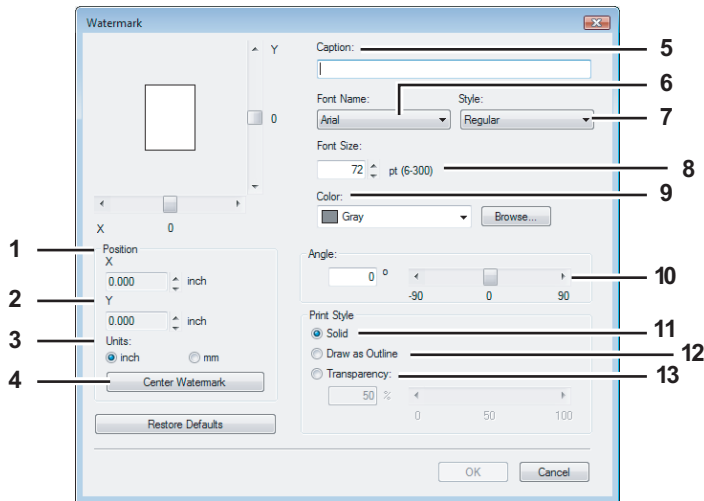 Watermark
Y
Caption:
5
6
Font Name:
Style:
Arial
Regular
7
0
Font Size:
72
pt (6-300)
8
Color:
9
Gray
Browse...
X
0
1
Position
X
0.000
inch
2
Y
0.000
inch
3
Units:
inch
mm
4
Center Watermark
Restore Defaults
Angle:
0 °
-90
0
90
10
Print Style
Solid
11
Draw as Outline
12
Transparency:
13
50 %
0
50
100
OK
Cancel